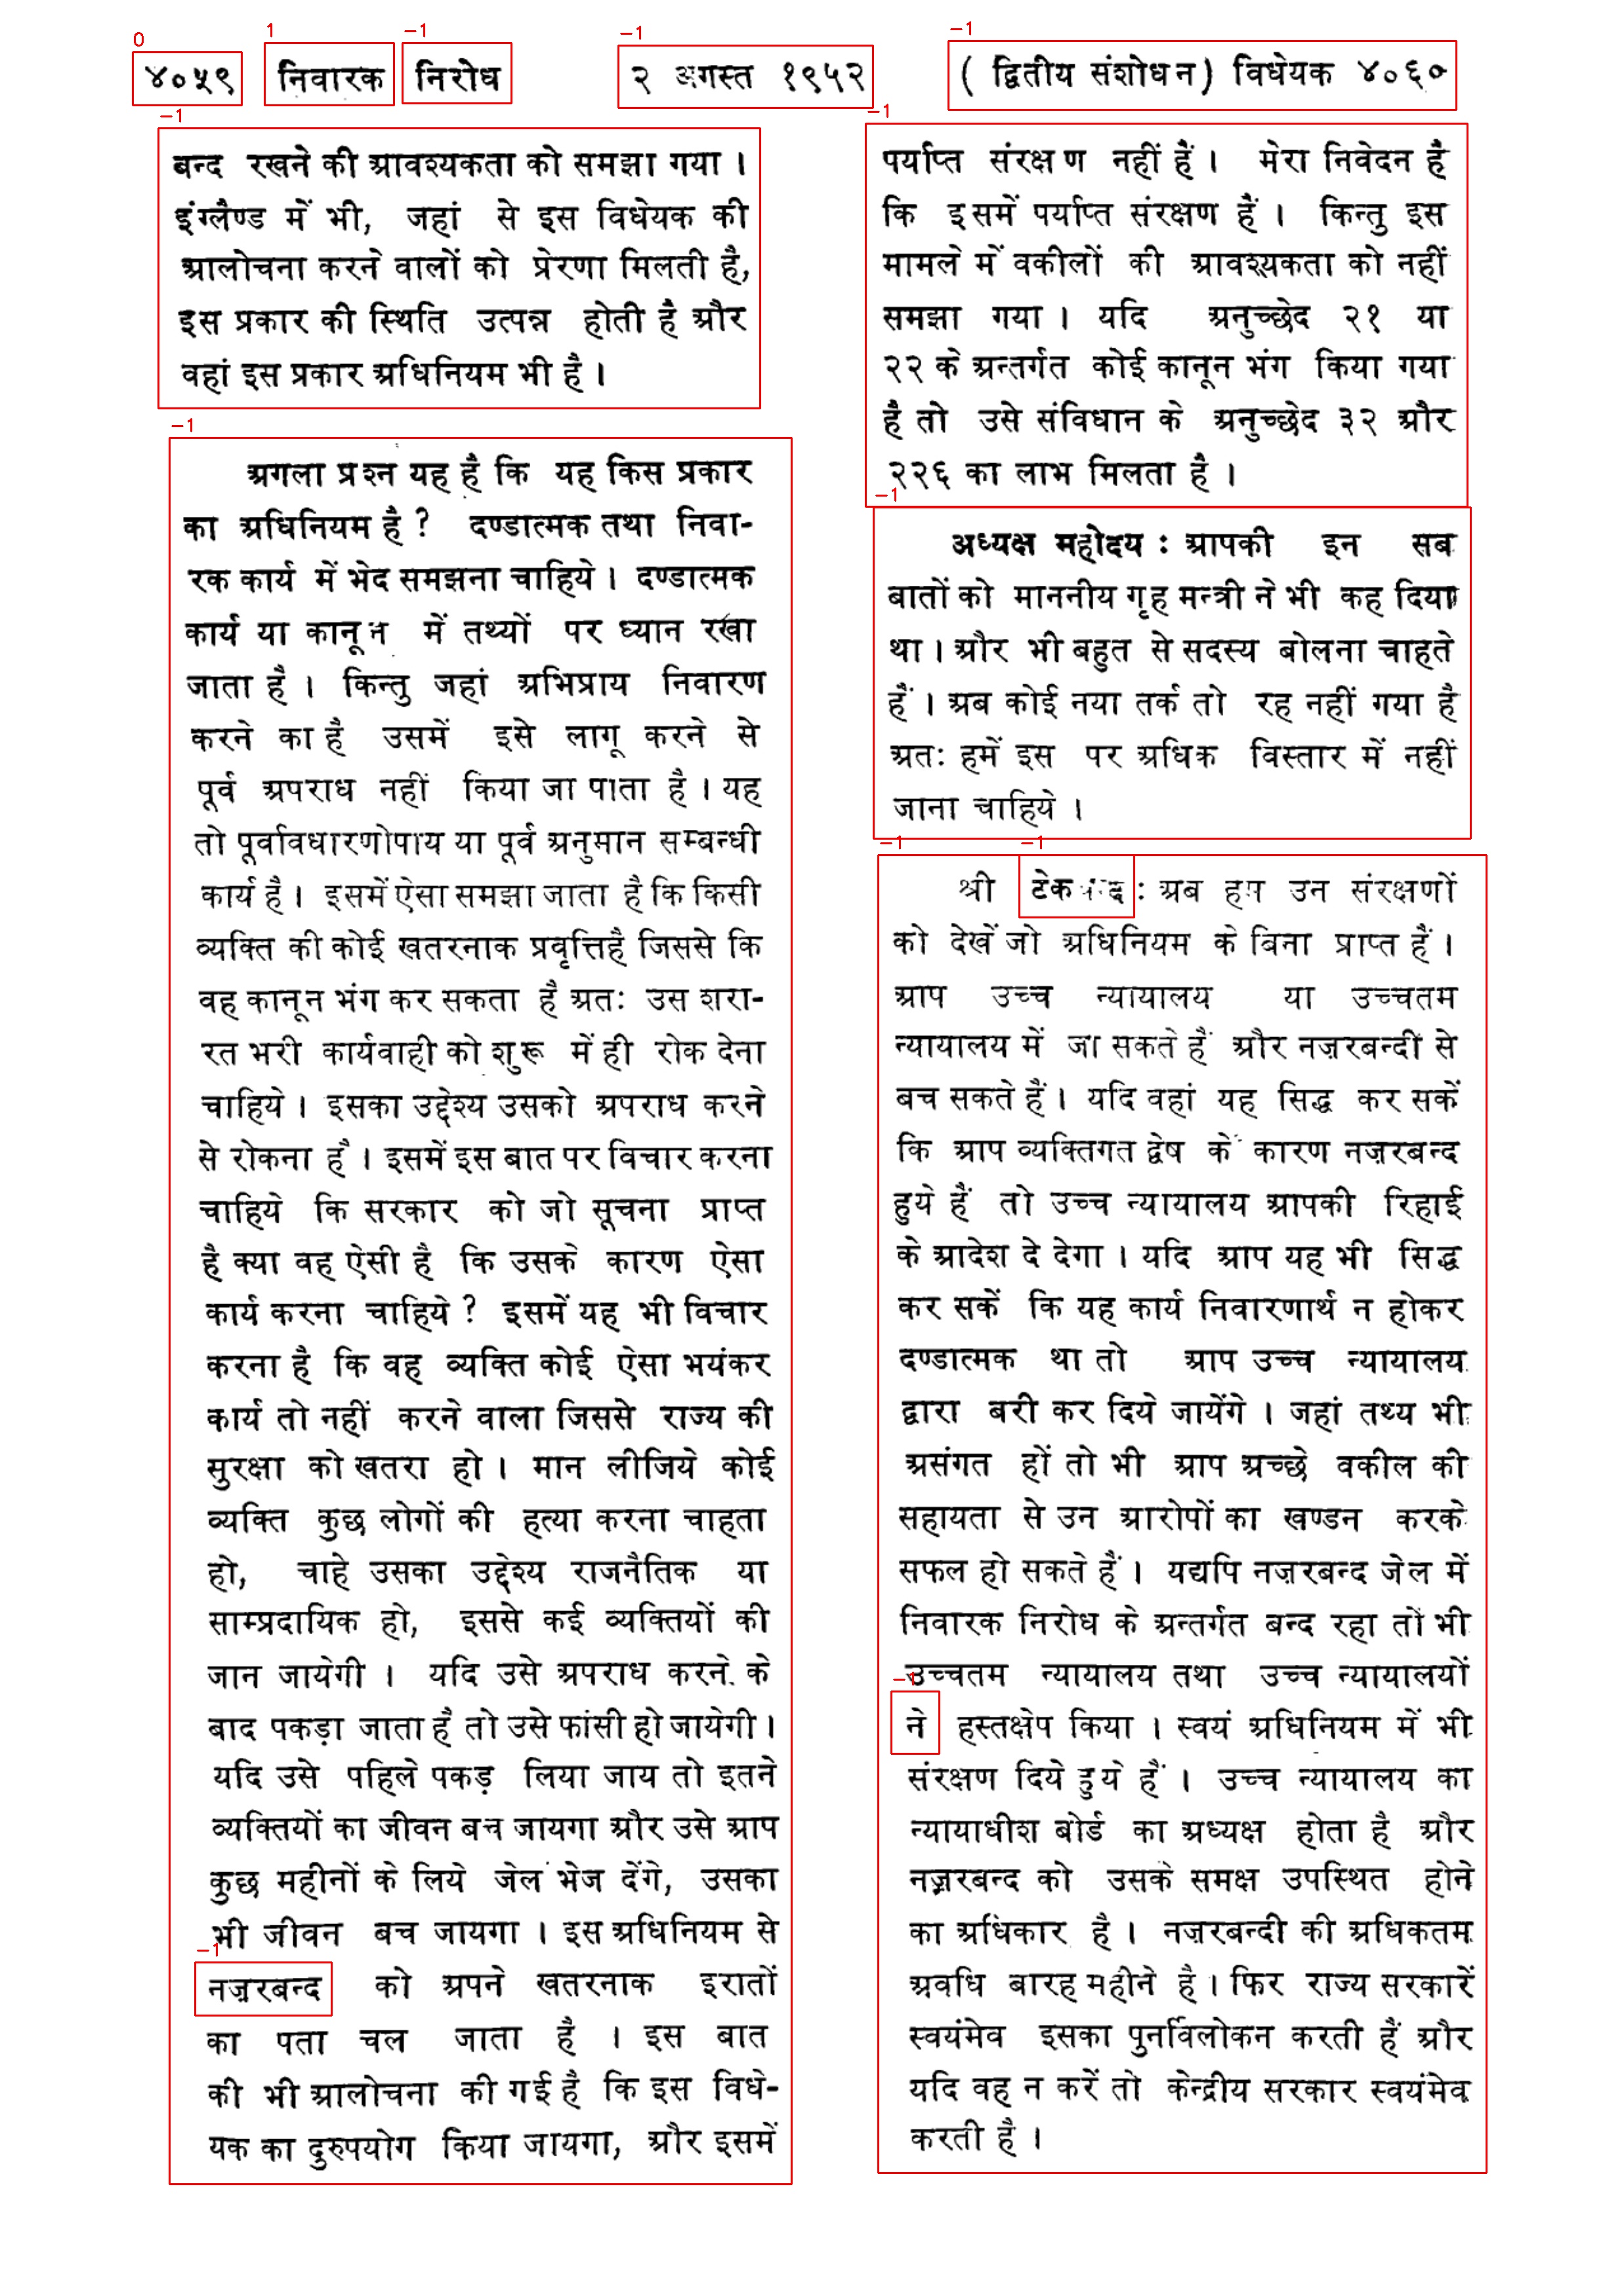 ४०५९ निवारक निरोध २ अगस्त १९५२ ( द्वितीय संशोधन) विधेयक ४०६०
बन्द रखने की आवश्यकता को समझा गया ।
इंग्लैण्ड में भी, जहां से इस विधेयक की
आलोचना करने वालों को प्रेरणा मिलती है,
इस प्रकार की स्थिति उत्पन्न होती है और
वहां इस प्रकार अधिनियम भी है ।
अगला प्रश्न यह है कि यह किस प्रकार
का अधिनियम है ? दण्डात्मक तथा निवा-
रक कार्य में भेद समझना चाहिये । दण्डात्मक
कार्य या कानून में तथ्यों पर ध्यान रखा
जाता है । किन्तु जहां अभिप्राय निवारण
करने का है उसमें इसे लागू करने से
पूर्व अपराध नहीं किया जा पाता है । यह
तो पूर्वावधारणोपाय या पूर्व अनुमान सम्बन्धी
कार्य है । इसमें ऐसा समझा जाता है कि किसी
व्यक्ति की कोई खतरनाक प्रवृत्तिहै जिससे कि
वह कानून भंग कर सकता है अतः उस शरा-
रत भरी कार्यवाही को शुरू में ही रोक देना
चाहिये । इसका उद्देश्य उसको अपराध करने
से रोकना है । इसमें इस बात पर विचार करना
चाहिये कि सरकार को जो सूचना प्राप्त
है क्या वह ऐसी है कि उसके कारण ऐसा
कार्य करना चाहिये ? इसमें यह भी विचार
करना है कि वह व्यक्ति कोई ऐसा भयंकर
कार्य तो नहीं करने वाला जिससे राज्य की
सुरक्षा को खतरा हो । मान लीजिये कोई
व्यक्ति कुछ लोगों की हत्या करना चाहता
हो, चाहे उसका उद्देश्य राजनैतिक या
साम्प्रदायिक हो, इससे कई व्यक्तियों की
जान जायेगी । यदि उसे अपराध करने के
बाद पकड़ा जाता है तो उसे फांसी हो जायेगी ।
यदि उसे पहिले पकड़ लिया जाय तो इतने
व्यक्तियों का जीवन बच जायगा और उसे आप
कुछ महीनों के लिये जेल भेज देंगे, उसका
भी जीवन बच जायगा । इस अधिनियम से
नज़रबन्द को अपने खतरनाक इरातों
का पता चल जाता है । इस बात
की भी आलोचना की गई है कि इस विधे-
यक का दुरुपयोग किया जायगा, और इसमें
पर्याप्त संरक्षण नहीं हैं । मेरा निवेदन है
कि इसमें पर्याप्त संरक्षण हैं । किन्तु इस
मामले में वकीलों की आवश्यकता को नहीं
समझा गया । यदि अनुच्छेद २१ या
२२ के अन्तर्गत कोई कानून भंग किया गया
है तो उसे संविधान के अनुच्छेद ३२ और
२२६ का लाभ मिलता है ।
अध्यक्ष महोदय : आपकी इन सब
बातों को माननीय गृह मन्त्री ने भी कह दिया
था । और भी बहुत से सदस्य बोलना चाहते
हैं । अब कोई नया तर्क तो रह नहीं गया है
अतः हमें इस पर अधिक विस्तार में नहीं
जाना चाहिये ।
श्री टेक चन्द : अब हम उन संरक्षणों
को देखें जो अधिनियम के बिना प्राप्त हैं ।
आप उच्च न्यायालय या उच्चतम
न्यायालय में जा सकते हैं और नज़रबन्दी से
बच सकते हैं । यदि वहां यह सिद्ध कर सकें
कि आप व्यक्तिगत द्वेष के कारण नज़रबन्द
हुये हैं तो उच्च न्यायालय आपकी रिहाई
के आदेश दे देगा । यदि आप यह भी सिद्ध
कर सकें कि यह कार्य निवारणार्थ न होकर
दण्डात्मक था तो आप उच्च न्यायालय
द्वारा बरी कर दिये जायेंगे । जहां तथ्य भी
असंगत हों तो भी आप अच्छे वकील की
सहायता से उन आरोपों का खण्डन करके
सफल हो सकते हैं । यद्यपि नज़रबन्द जेल में
निवारक निरोध के अन्तर्गत बन्द रहा तो भी
उच्चतम न्यायालय तथा उच्च न्यायालयों
ने हस्तक्षेप किया । स्वयं अधिनियम में भी
संरक्षण दिये हुये हैं । उच्च न्यायालय का
न्यायाधीश बोर्ड का अध्यक्ष होता है और
नज़रबन्द को उसके समक्ष उपस्थित होने
का अधिकार है । नज़रबन्दी की अधिकतम
अवधि बारह महीने है । फिर राज्य सरकारें
स्वयंमेव इसका पुनर्विलोकन करती हैं और
यदि वह न करें तो केन्द्रीय सरकार स्वयंमेव
करती है ।